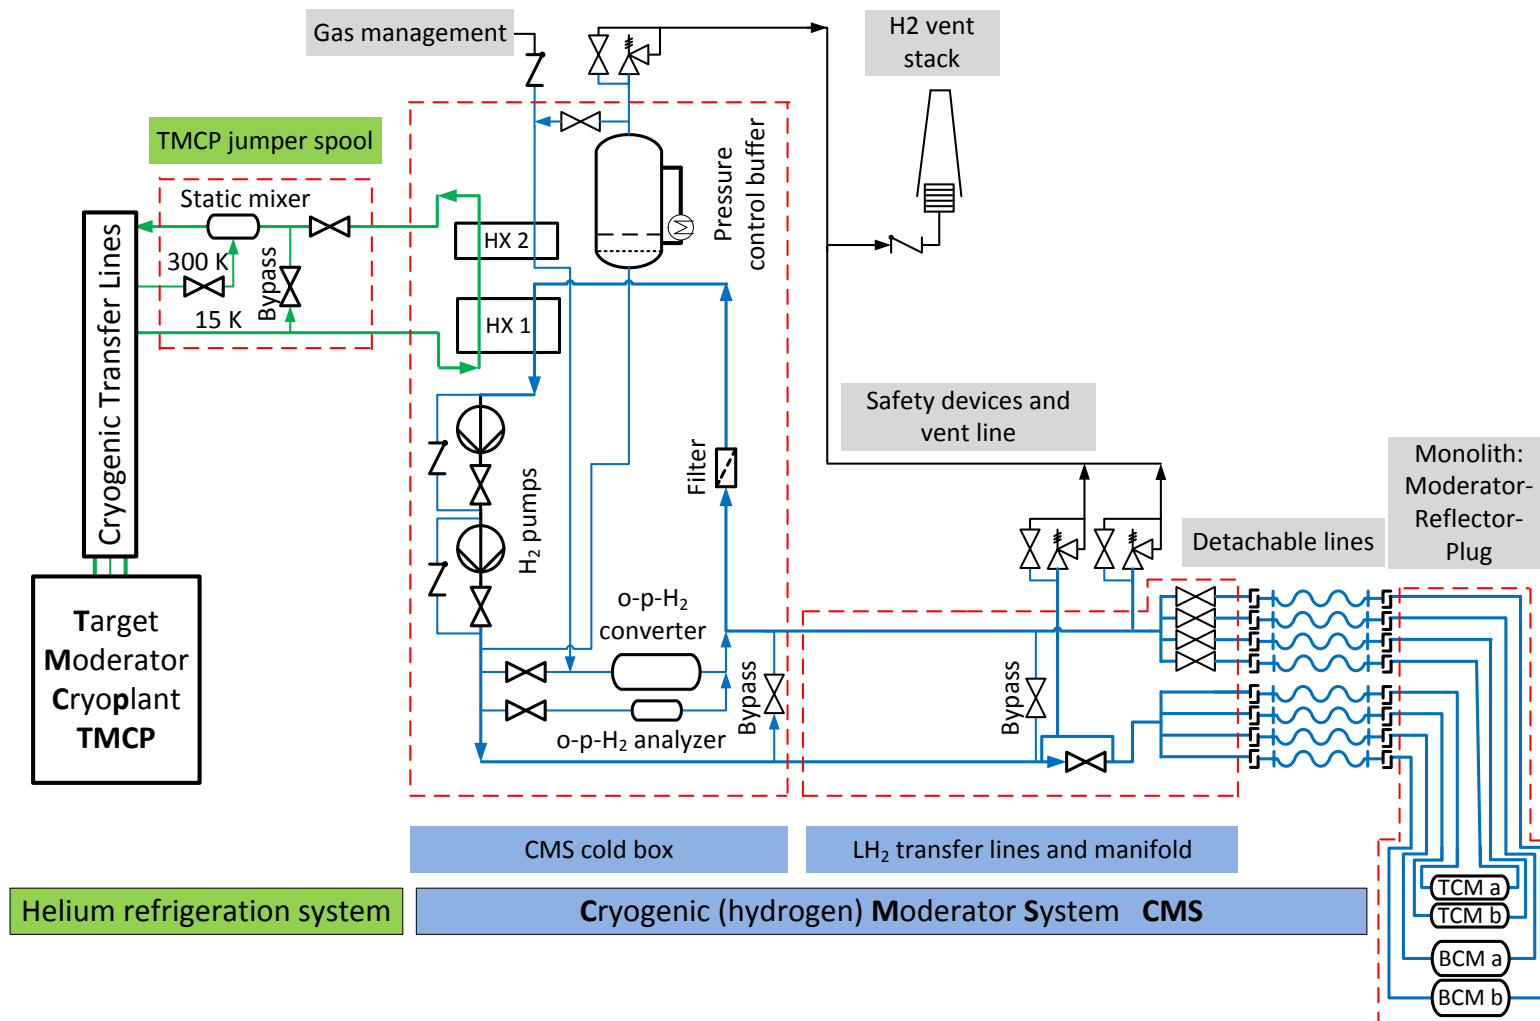 Gas management
H2 vent
stack
TMCP jumper spool
Static mixer
300 K
Bypass
15 K
Cryogenic Transfer Lines
HX 2
HX 1
M
Pressure
control buffer
Safety devices and
vent line
Filter
H₂ pumps
Monolith:
Moderator-
Reflector-
Plug
Detachable lines
o-p-H₂
converter
o-p-H₂ analyzer
Bypass
Bypass
Target
Moderator
Cryoplant
TMCP
CMS cold box
LH₂ transfer lines and manifold
Helium refrigeration system
Cryogenic (hydrogen) Moderator System CMS
TCM a
TCM b
BCM a
BCM b